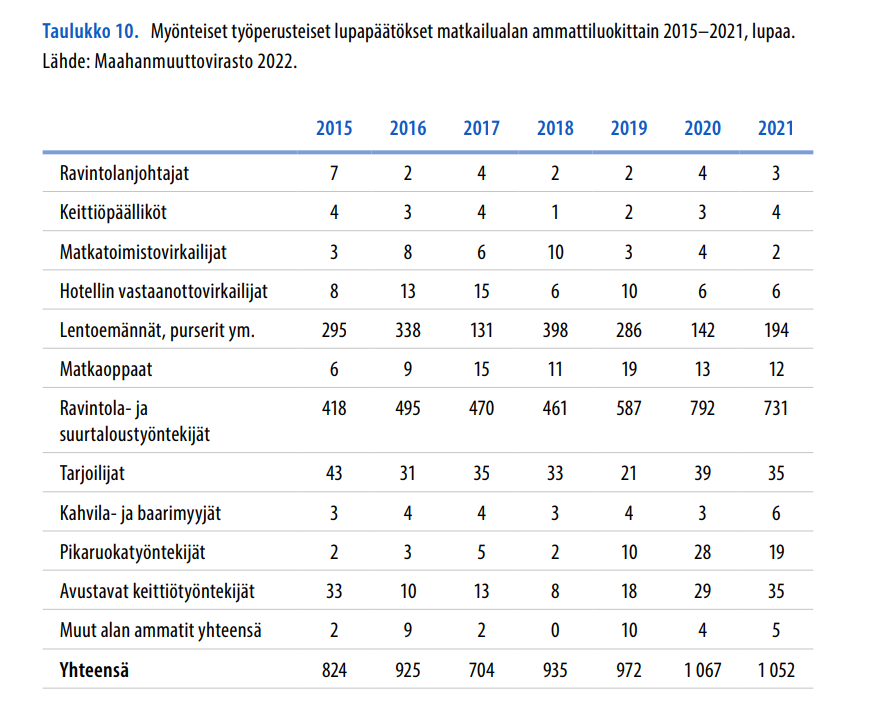 Taulukko 10. Myönteiset työperusteiset lupapäätökset matkailualan ammattiluokittain 2015–2021, lupaa.
Lähde: Maahanmuuttovirasto 2022.
2015 2016 2017 2018 2019 2020 2021
Ravintolanjohtajat 7 2 4 2 2 4 3
Keittiöpäälliköt 4 3 4 1 2 3 4
Matkatoimistovirkailijat 3 8 6 10 3 4 2
Hotellin vastaanottovirkailijat 8 13 15 6 10 6 6
Lentoemännät, purserit ym. 295 338 131 398 286 142 194
Matkaoppaat 6 9 15 11 19 13 12
Ravintola- ja 418 495 470 461 587 792 731
suurtaloustyöntekijät
Tarjoilijat 43 31 35 33 21 39 35
Kahvila- ja baarimyyjät 3 4 4 3 4 3 6
Pikaruokatyöntekijät 2 3 5 2 10 28 19
Avustavat keittiötyöntekijät 33 10 13 8 18 29 35
Muut alan ammatit yhteensä 2 9 2 0 10 4 5
Yhteensä 824 925 704 935 972 1 067 1 052